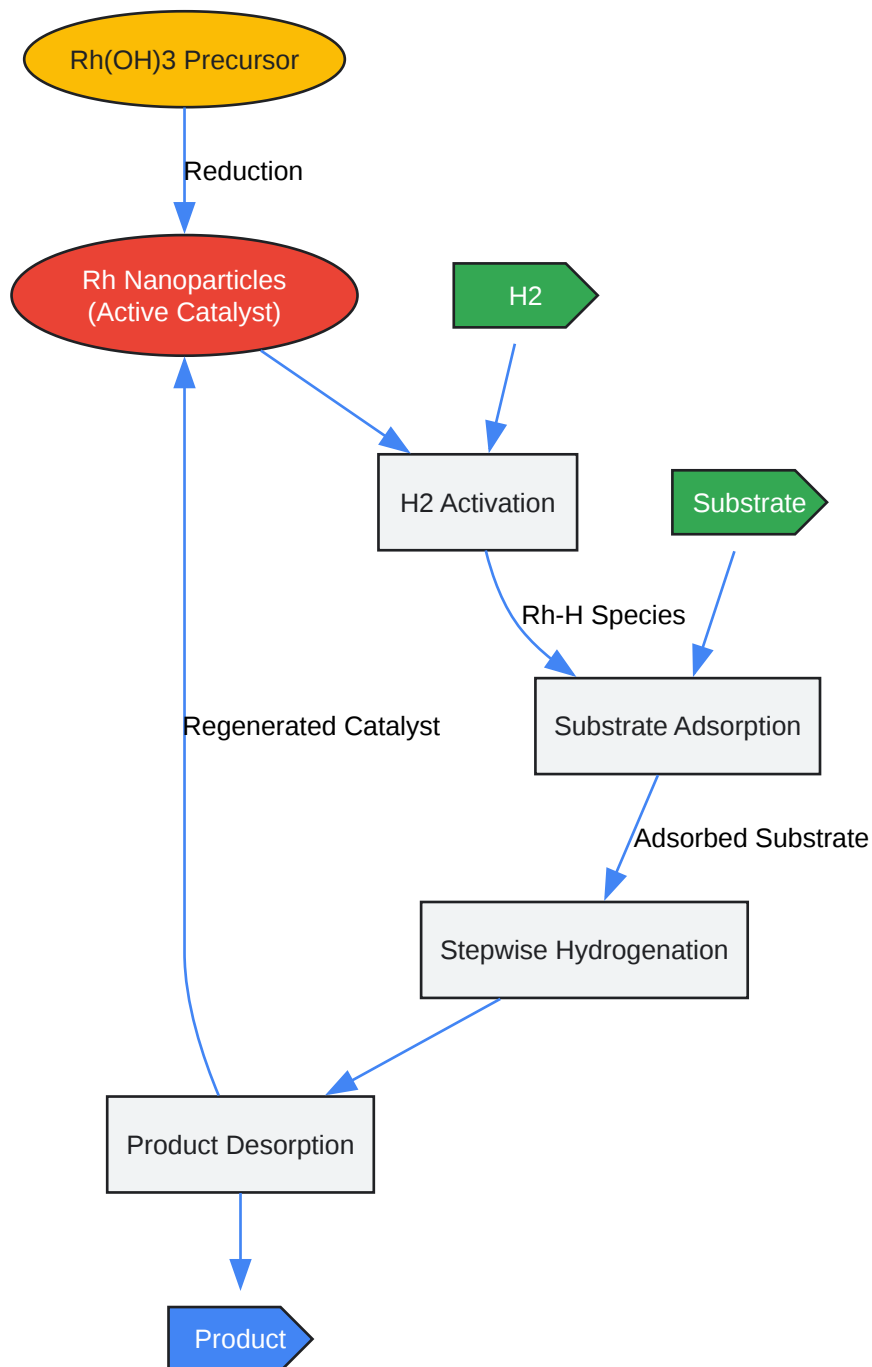 Rh(OH)3 Precursor
Reduction
Rh Nanoparticles
(Active Catalyst)
H2
H2 Activation
Substrate
Rh-H Species
Substrate Adsorption
Regenerated Catalyst
Adsorbed Substrate
Stepwise Hydrogenation
Product Desorption
Product